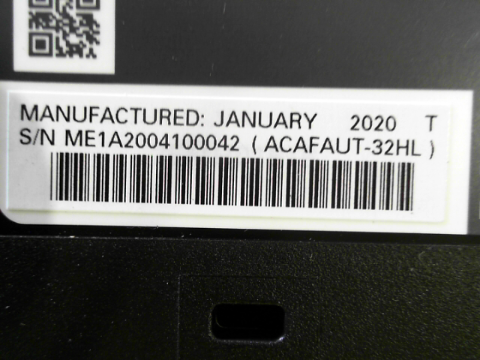 MANUFACTURED: JANUARY 2020 T
S/N ME1A2004100042 ( ACAFAUT-32HL )